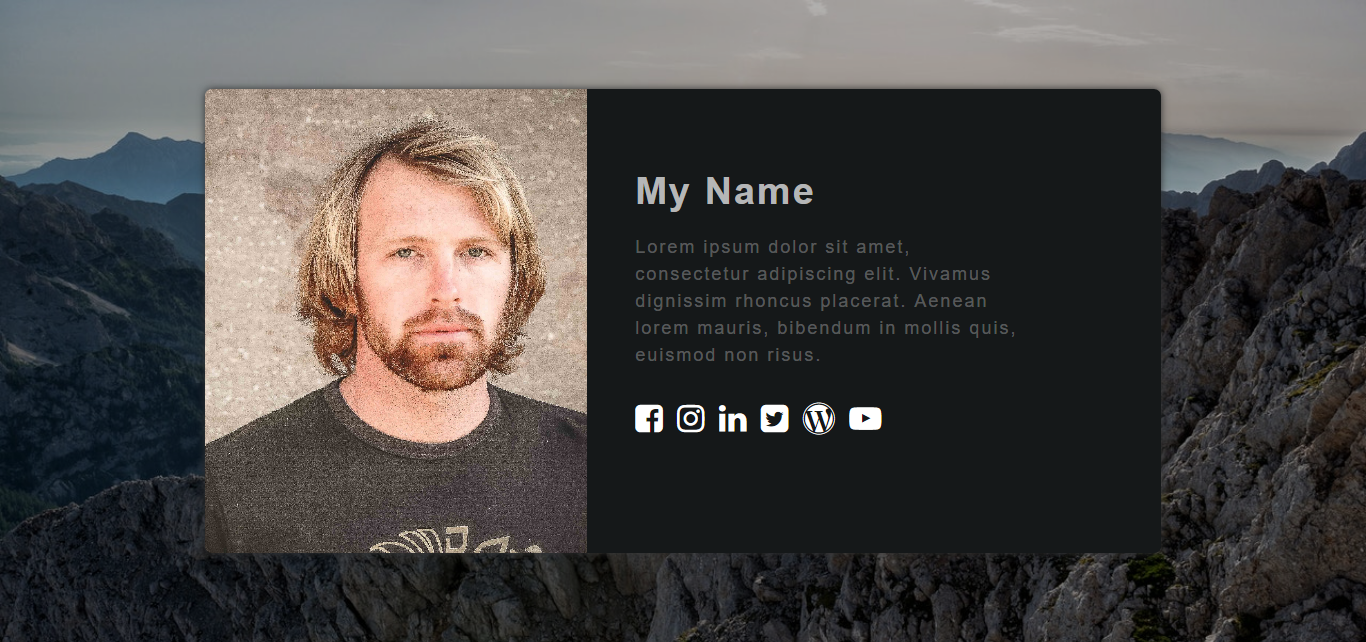 My Name
Lorem ipsum dolor sit amet,
consectetur adipiscing elit. Vivamus
dignissim rhoncus placerat. Aenean
lorem mauris, bibendum in mollis quis,
euismod non risus.